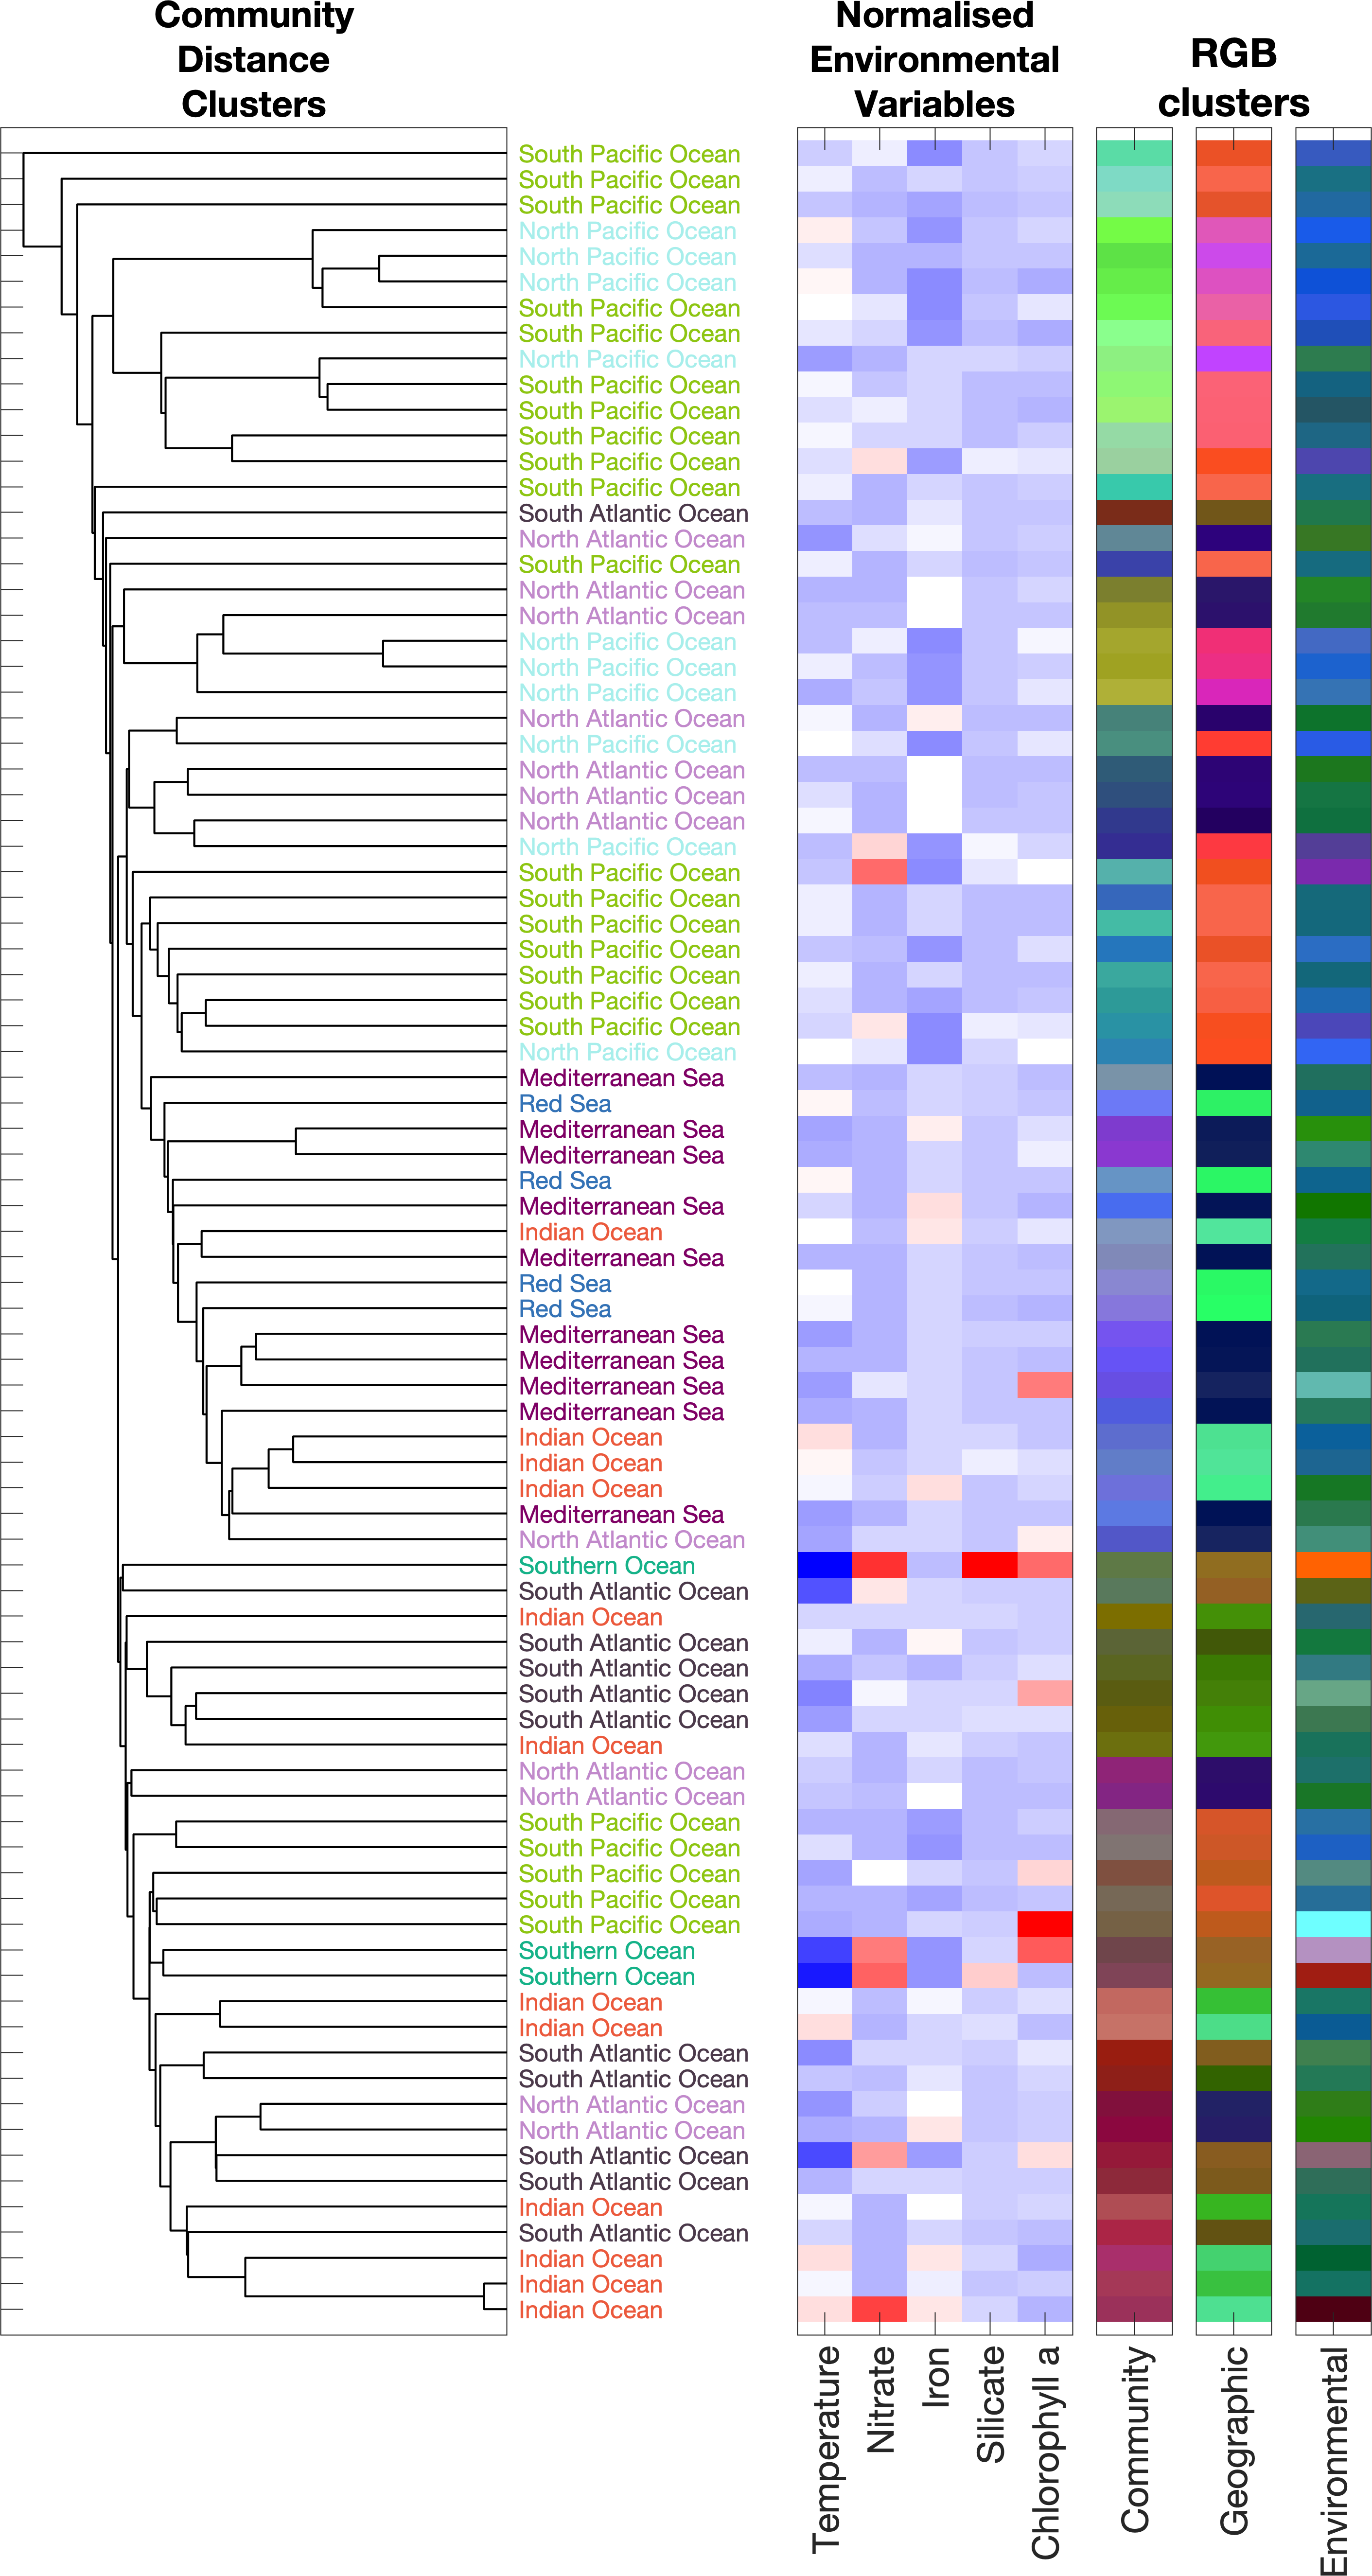 Community
Distance
Clusters
Normalised
Environmental
Variables
RGB
clusters
South Pacific Ocean
South Pacific Ocean
South Pacific Ocean
North Pacific Ocean
North Pacific Ocean
North Pacific Ocean
South Pacific Ocean
South Pacific Ocean
North Pacific Ocean
South Pacific Ocean
South Pacific Ocean
South Pacific Ocean
South Pacific Ocean
South Pacific Ocean
South Atlantic Ocean
North Atlantic Ocean
South Pacific Ocean
North Atlantic Ocean
North Atlantic Ocean
North Pacific Ocean
North Pacific Ocean
North Pacific Ocean
North Atlantic Ocean
North Pacific Ocean
North Atlantic Ocean
North Atlantic Ocean
North Atlantic Ocean
North Pacific Ocean
South Pacific Ocean
South Pacific Ocean
South Pacific Ocean
South Pacific Ocean
South Pacific Ocean
South Pacific Ocean
South Pacific Ocean
North Pacific Ocean
Mediterranean Sea
Red Sea
Mediterranean Sea
Mediterranean Sea
Red Sea
Mediterranean Sea
Indian Ocean
Mediterranean Sea
Red Sea
Red Sea
Mediterranean Sea
Mediterranean Sea
Mediterranean Sea
Mediterranean Sea
Indian Ocean
Indian Ocean
Indian Ocean
Mediterranean Sea
North Atlantic Ocean
Southern Ocean
South Atlantic Ocean
Indian Ocean
South Atlantic Ocean
South Atlantic Ocean
South Atlantic Ocean
South Atlantic Ocean
Indian Ocean
North Atlantic Ocean
North Atlantic Ocean
South Pacific Ocean
South Pacific Ocean
South Pacific Ocean
South Pacific Ocean
South Pacific Ocean
Southern Ocean
Southern Ocean
Indian Ocean
Indian Ocean
South Atlantic Ocean
South Atlantic Ocean
North Atlantic Ocean
North Atlantic Ocean
South Atlantic Ocean
South Atlantic Ocean
Indian Ocean
South Atlantic Ocean
Indian Ocean
Indian Ocean
Indian Ocean
Temperature
Nitrate
Iron
Silicate
Chlorophyll a
Community
Geographic
Environmental